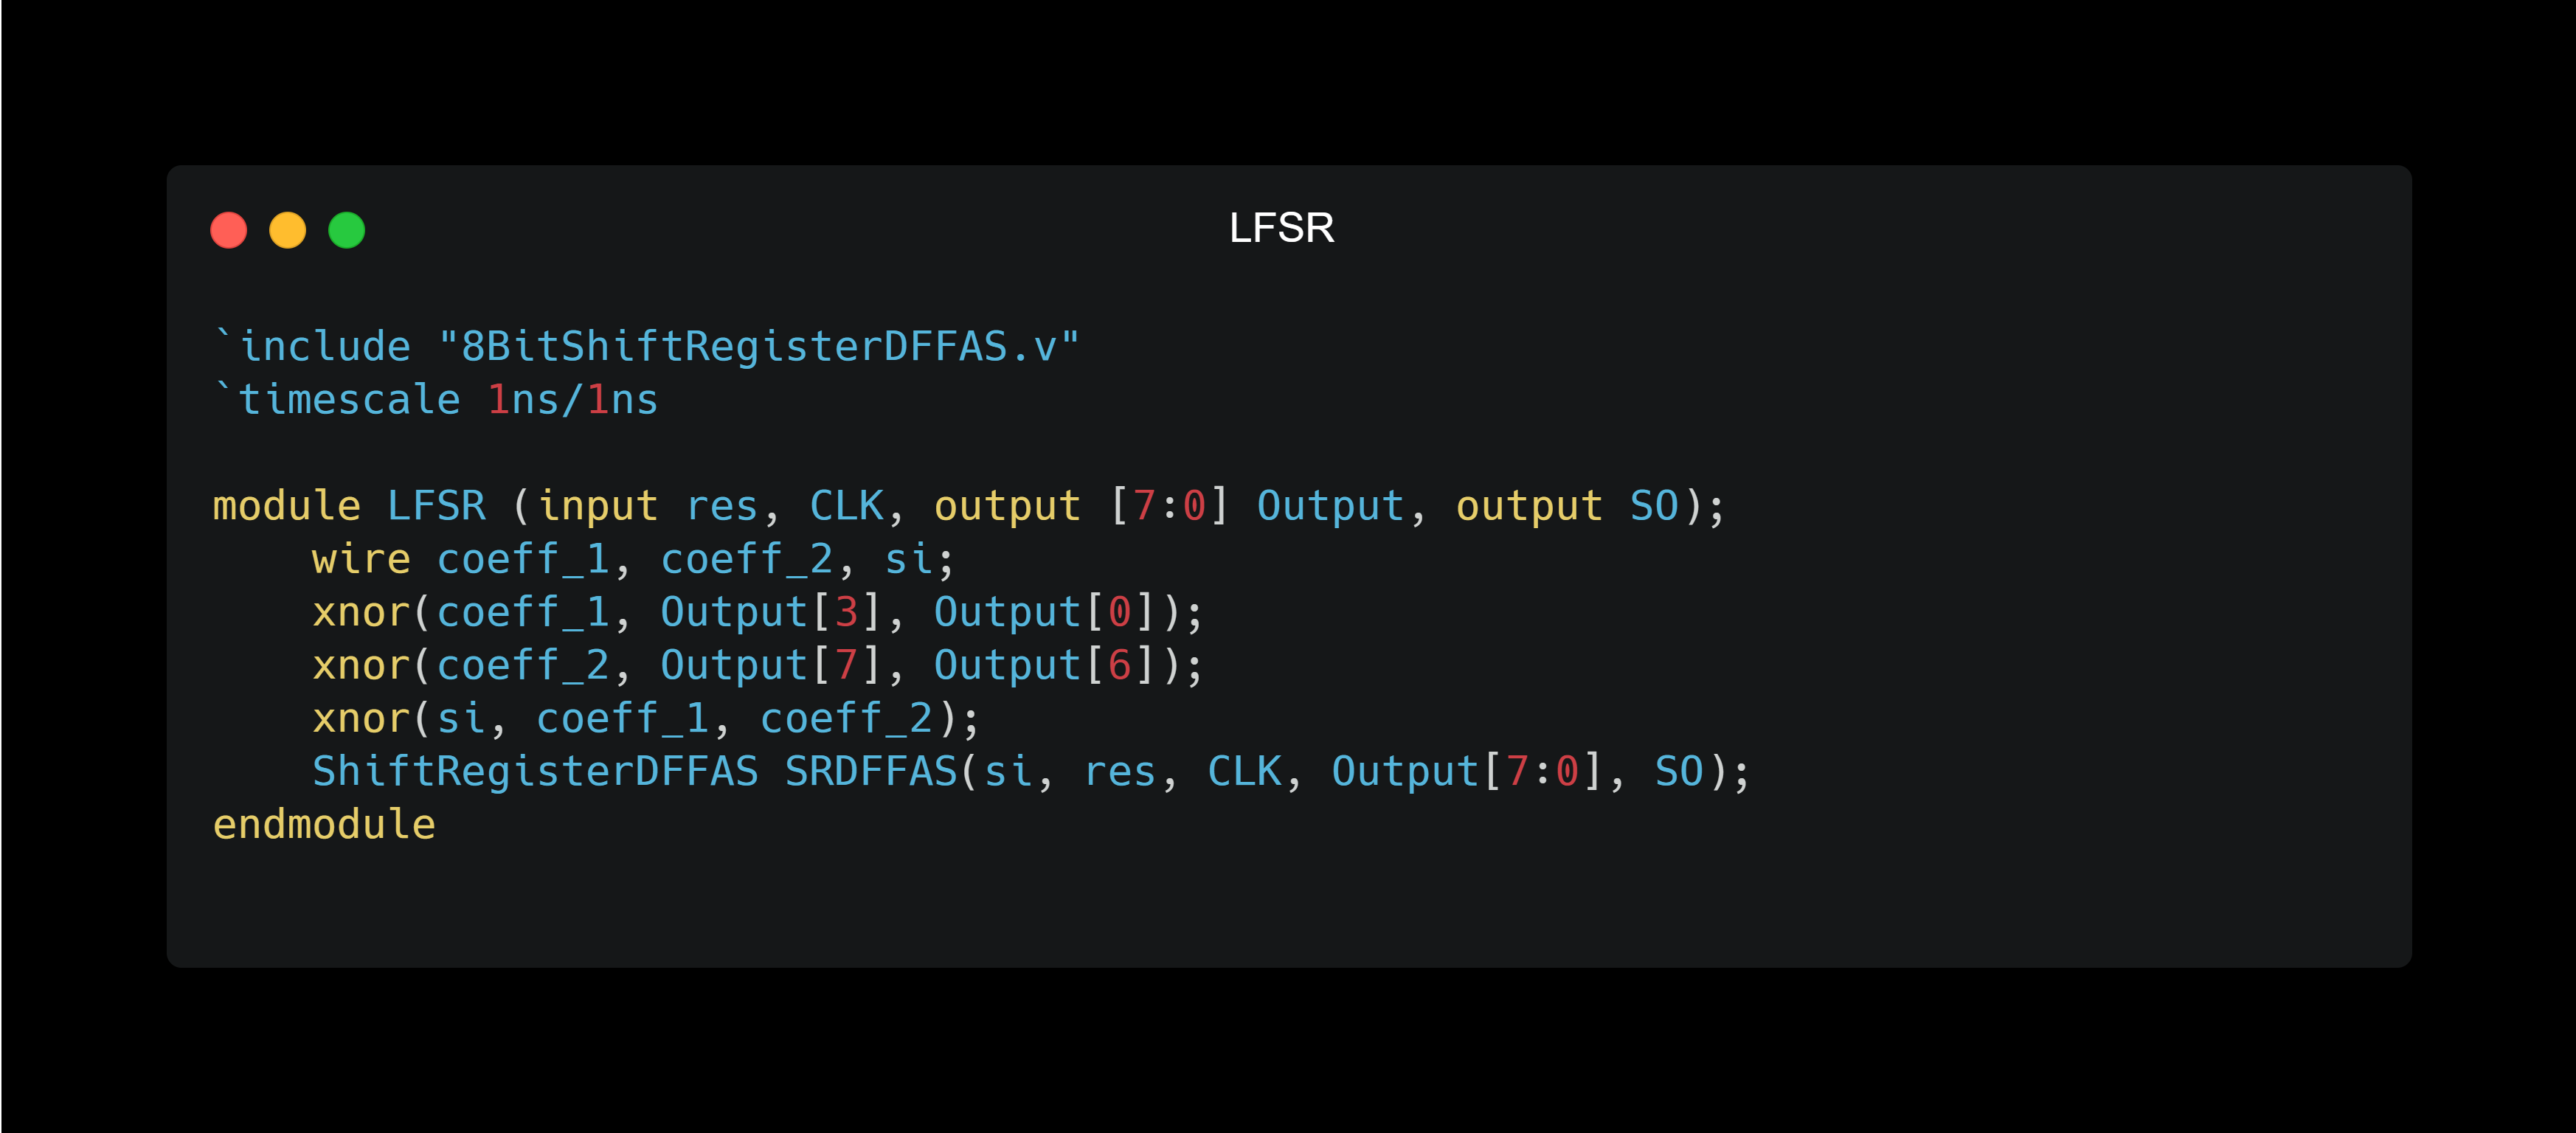 LFSR
`include "8BitShiftRegisterDFFAS.v"
`timescale 1ns/1ns
module LFSR (input res, CLK, output [7:0] Output, output SO);
    wire coeff_1, coeff_2, si;
    xnor(coeff_1, Output[3], Output[0]);
    xnor(coeff_2, Output[7], Output[6]);
    xnor(si, coeff_1, coeff_2);
    ShiftRegisterDFFAS SRDFFAS(si, res, CLK, Output[7:0], SO);
endmodule